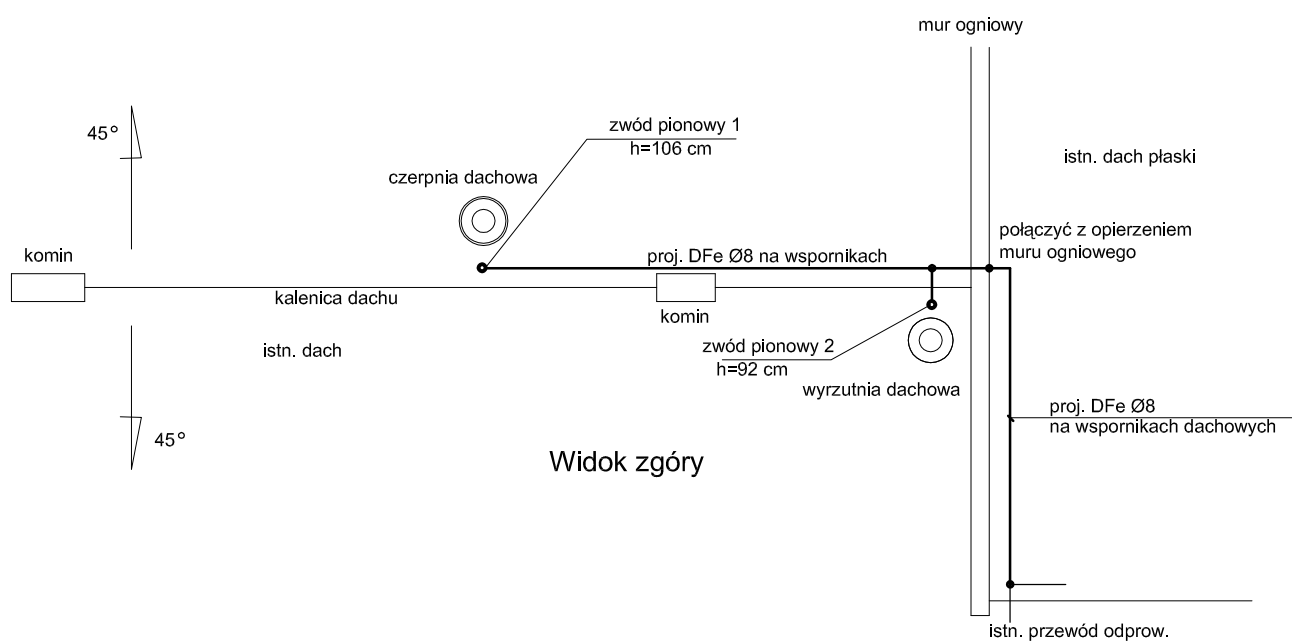 mur ogniowy
45°
zwód pionowy 1
h=106 cm
istn. dach płaski
czerpnia dachowa
połączyć z opierzeniem
muru ogniowego
komin
proj. DFe Ø8 na wspornikach
kalenica dachu
komin
istn. dach
zwód pionowy 2
h=92 cm
wyrzutnia dachowa
proj. DFe Ø8
na wspornikach dachowych
45°
Widok zgóry
istn. przewód odprow.